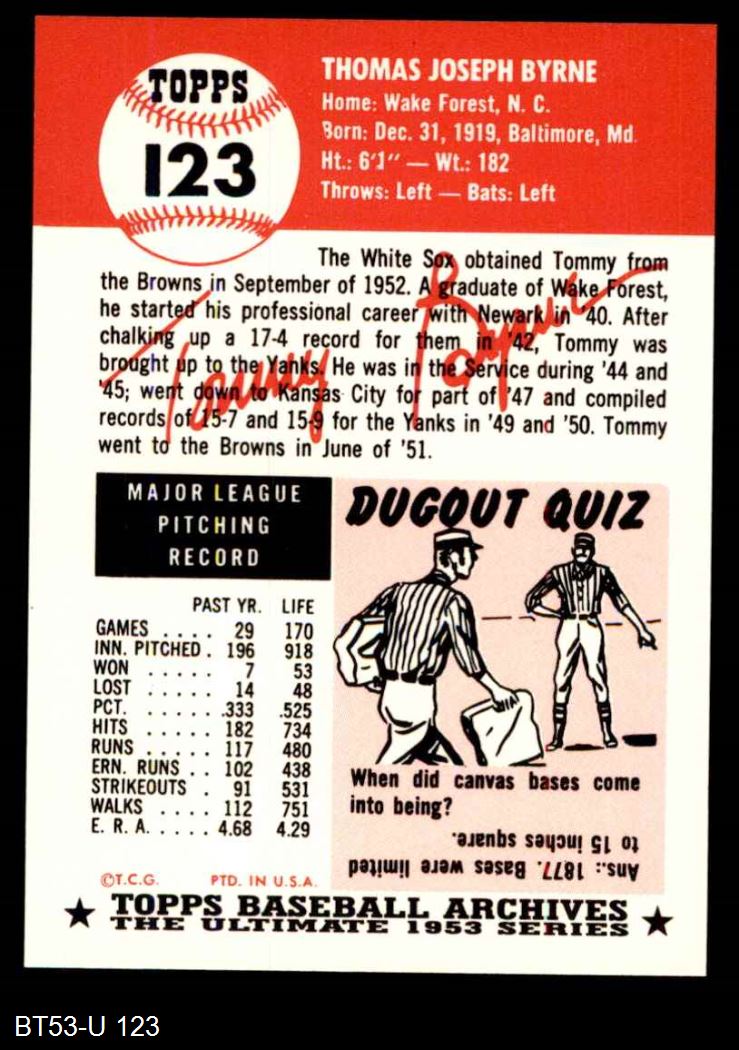 TOPPS
123
THOMAS JOSEPH BYRNE
Home: Wake Forest, N. C.
Born: Dec. 31, 1919, Baltimore, Md.
Ht.: 6'1" — Wt.: 182
Throws: Left — Bats: Left
The White Sox obtained Tommy from
the Browns in September of 1952. A graduate of Wake Forest,
he started his professional career with Newark in '40. After
chalking up a 17-4 record for them in '42, Tommy was
brought up to the Yanks. He was in the Service during '44 and
'45; went down to Kansas City for part of '47 and compiled
records of 15-7 and 15-9 for the Yanks in '49 and '50. Tommy
went to the Browns in June of '51.
Tommy Byrne
MAJOR LEAGUE
PITCHING
RECORD
PAST YR. LIFE
GAMES .... 29 170
INN. PITCHED . 196 918
WON ..... 7 53
LOST ..... 14 48
PCT. ..... .333 .525
HITS ..... 182 734
RUNS ..... 117 480
ERN. RUNS .. 102 438
STRIKEOUTS . 91 531
WALKS .... 112 751
E. R. A. .... 4.68 4.29
DUGOUT QUIZ
When did canvas bases come
into being?
Ans.: 1877. Bases were limited
to 15 inches square.
©T.C.G. PTD. IN U.S.A.
★ TOPPS BASEBALL ARCHIVES ★
THE ULTIMATE 1953 SERIES
BT53-U 123